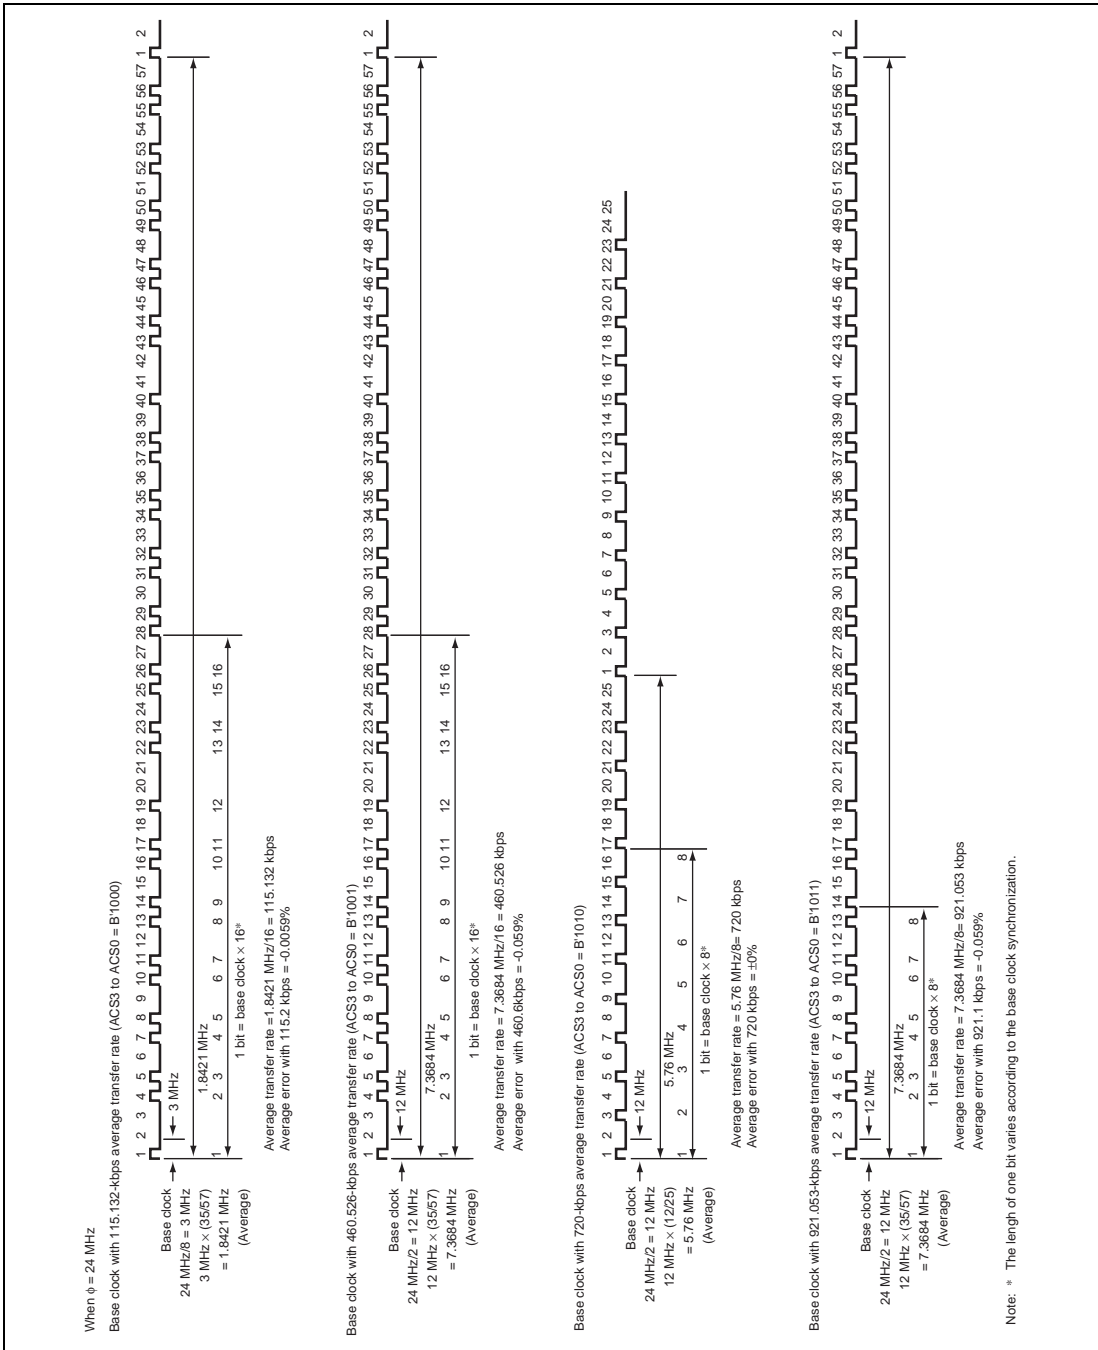 When ϕ = 24 MHz
Base clock with 115.132-kbps average transfer rate (ACS3 to ACS0 = B'1000)
1 2 3 4 5 6 7 8 9 10 11 12 13 14 15 16 17 18 19 20 21 22 23 24 25 26 27 28 29 30 31 32 33 34 35 36 37 38 39 40 41 42 43 44 45 46 47 48 49 50 51 52 53 54 55 56 57 1 2
Base clock
24 MHz/8 = 3 MHz
3 MHz × (35/57)
= 1.8421 MHz
(Average)
3 MHz
1.8421 MHz
1 2 3 4 5 6 7 8 9 10 11 12 13 14 15 16
1 bit = base clock × 16*
Average transfer rate =1.8421 MHz/16 = 115.132 kbps
Average error with 115.2 kbps = -0.0059%
Base clock with 460.526-kbps average transfer rate (ACS3 to ACS0 = B'1001)
1 2 3 4 5 6 7 8 9 10 11 12 13 14 15 16 17 18 19 20 21 22 23 24 25 26 27 28 29 30 31 32 33 34 35 36 37 38 39 40 41 42 43 44 45 46 47 48 49 50 51 52 53 54 55 56 57 1 2
Base clock
24 MHz/2 = 12 MHz
12 MHz × (35/57)
= 7.3684 MHz
(Average)
12 MHz
7.3684 MHz
1 2 3 4 5 6 7 8 9 10 11 12 13 14 15 16
1 bit = base clock × 16*
Average transfer rate = 7.3684 MHz/16 = 460.526 kbps
Average error with 460.6kbps = -0.059%
Base clock with 720-kbps average transfer rate (ACS3 to ACS0 = B'1010)
1 2 3 4 5 6 7 8 9 10 11 12 13 14 15 16 17 18 19 20 21 22 23 24 25 1 2 3 4 5 6 7 8 9 10 11 12 13 14 15 16 17 18 19 20 21 22 23 24 25
Base clock
24 MHz/2 = 12 MHz
12 MHz × (12/25)
= 5.76 MHz
(Average)
12 MHz
5.76 MHz
1 2 3 4 5 6 7 8
1 bit = base clock × 8*
Average transfer rate = 5.76 MHz/8= 720 kbps
Average error with 720 kbps = ±0%
Base clock with 921.053-kbps average transfer rate (ACS3 to ACS0 = B'1011)
1 2 3 4 5 6 7 8 9 10 11 12 13 14 15 16 17 18 19 20 21 22 23 24 25 26 27 28 29 30 31 32 33 34 35 36 37 38 39 40 41 42 43 44 45 46 47 48 49 50 51 52 53 54 55 56 57 1 2
Base clock
24 MHz/2 = 12 MHz
12 MHz × (35/57)
= 7.3684 MHz
(Average)
12 MHz
7.3684 MHz
1 2 3 4 5 6 7 8
1 bit = base clock × 8*
Average transfer rate = 7.3684 MHz/8= 921.053 kbps
Average error with 921.1 kbps = -0.059%
Note: * The lengh of one bit varies according to the base clock synchronization.